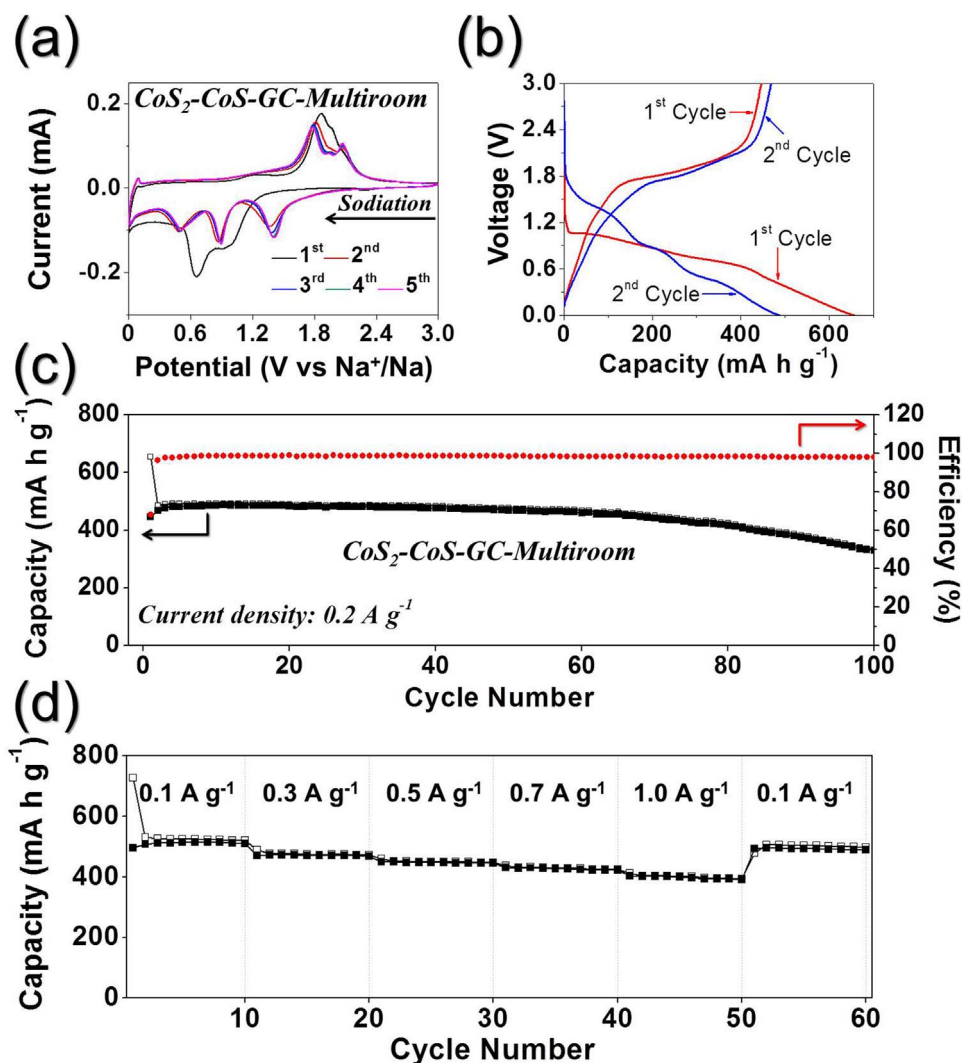 (a)
CoS₂-CoS-GC-Multiroom
0.2
0.0
-0.2
Current (mA)
Sodiation
1ˢᵗ 2ⁿᵈ
3ʳᵈ 4ᵗʰ 5ᵗʰ
0.6 1.2 1.8 2.4 3.0
Potential (V vs Na⁺/Na)
(b)
3.0
2.4
1.8
1.2
0.6
0.0
Voltage (V)
1ˢᵗ Cycle
2ⁿᵈ Cycle
1ˢᵗ Cycle
2ⁿᵈ Cycle
0 200 400 600
Capacity (mA h g⁻¹)
(c)
800
600
400
200
0
Capacity (mA h g⁻¹)
120
100
80
60
40
20
0
Efficiency (%)
CoS₂-CoS-GC-Multiroom
Current density: 0.2 A g⁻¹
0 20 40 60 80 100
Cycle Number
(d)
800
600
400
200
0
Capacity (mA h g⁻¹)
0.1 A g⁻¹ 0.3 A g⁻¹ 0.5 A g⁻¹ 0.7 A g⁻¹ 1.0 A g⁻¹ 0.1 A g⁻¹
10 20 30 40 50 60
Cycle Number